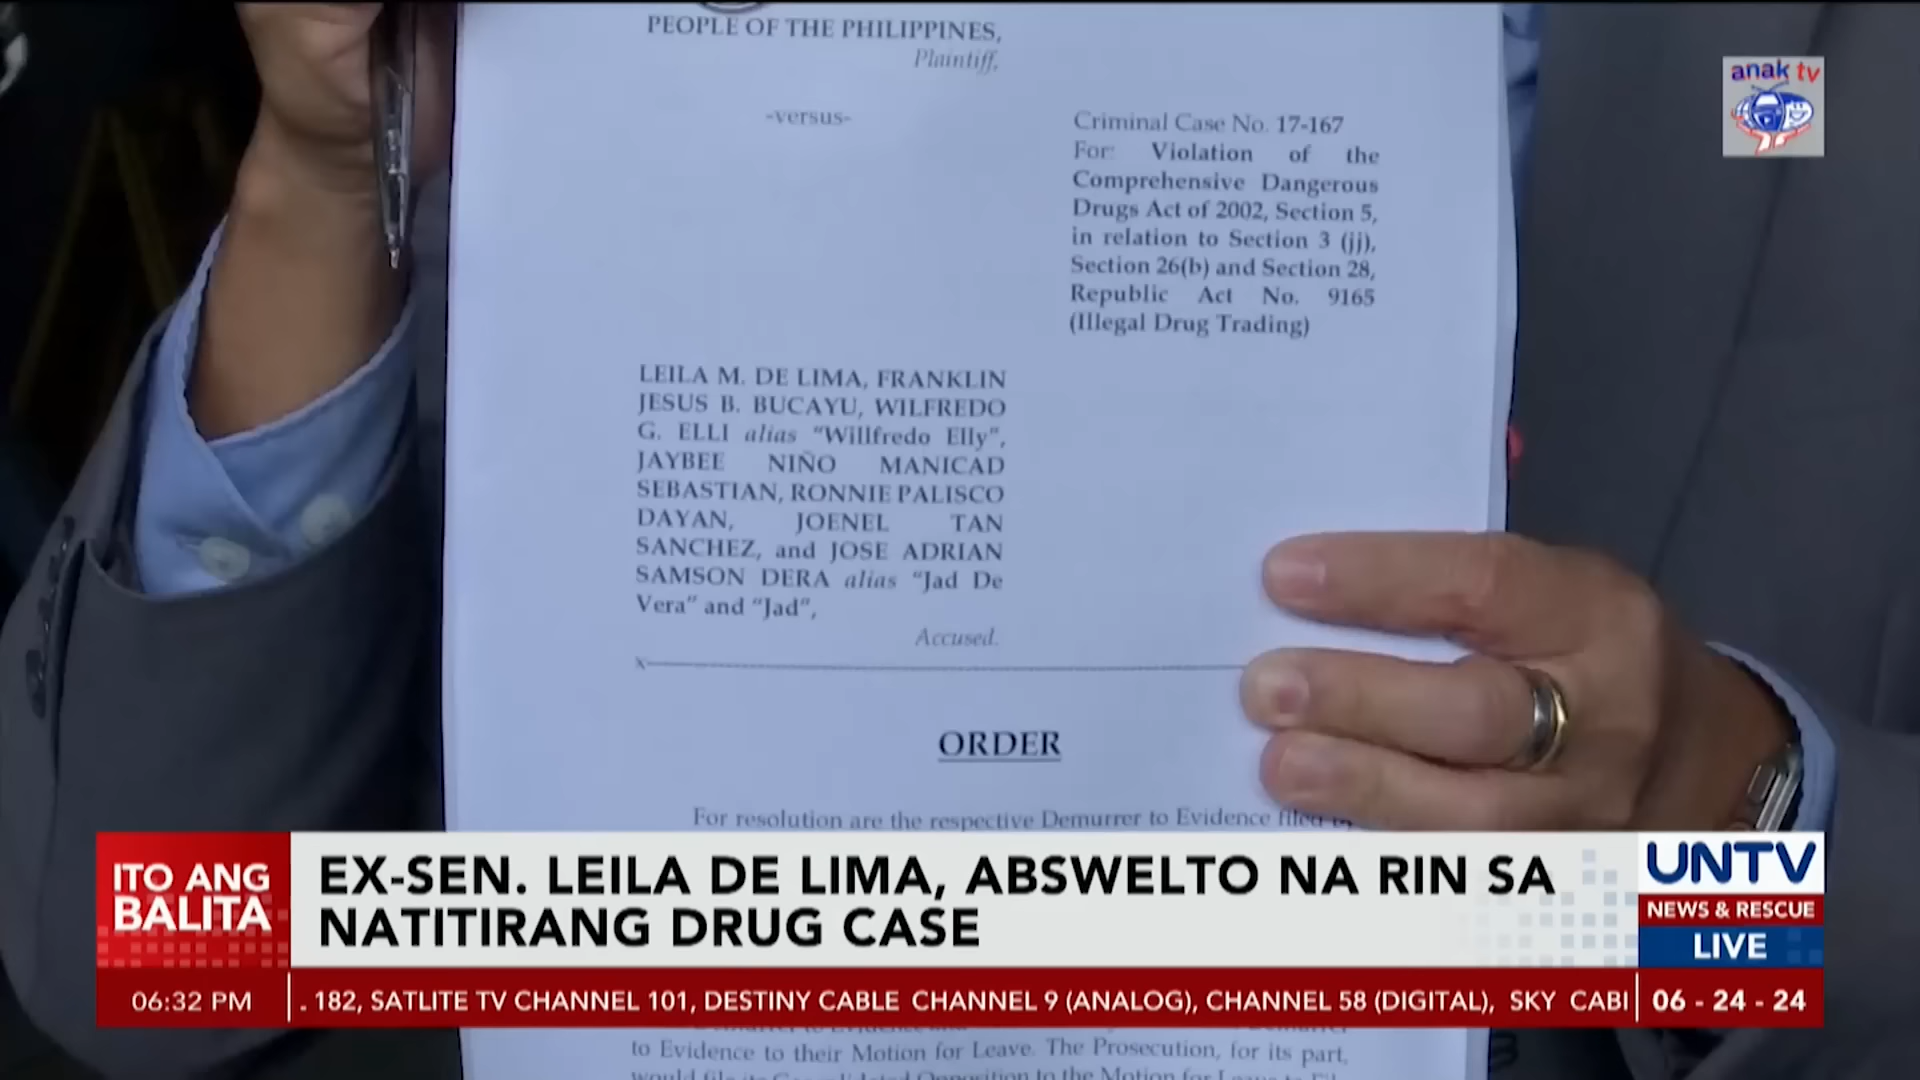 PEOPLE OF THE PHILIPPINES,
Plaintiff,
-versus-
Criminal Case No. 17-167
For: Violation of the
Comprehensive Dangerous
Drugs Act of 2002, Section 5,
in relation to Section 3 (jj),
Section 26(b) and Section 28,
Republic Act No. 9165
(Illegal Drug Trading)
LEILA M. DE LIMA, FRANKLIN
JESUS B. BUCAYU, WILFREDO
G. ELLI alias "Willfredo Elly",
JAYBEE NIÑO MANICAD
SEBASTIAN, RONNIE PALISCO
DAYAN, JOENEL TAN
SANCHEZ, and JOSE ADRIAN
SAMSON DERA alias "Jad De
Vera" and "Jad",
Accused.
x
ORDER
For resolution are the respective Demurrer to Evidence filed
to Evidence to their Motion for Leave. The Prosecution, for its part,
anak tv
ITO ANG
BALITA
EX-SEN. LEILA DE LIMA, ABSWELTO NA RIN SA
NATITIRANG DRUG CASE
UNTV
NEWS & RESCUE
LIVE
06:32 PM
. 182, SATLITE TV CHANNEL 101, DESTINY CABLE CHANNEL 9 (ANALOG), CHANNEL 58 (DIGITAL), SKY CABL
06 - 24 - 24